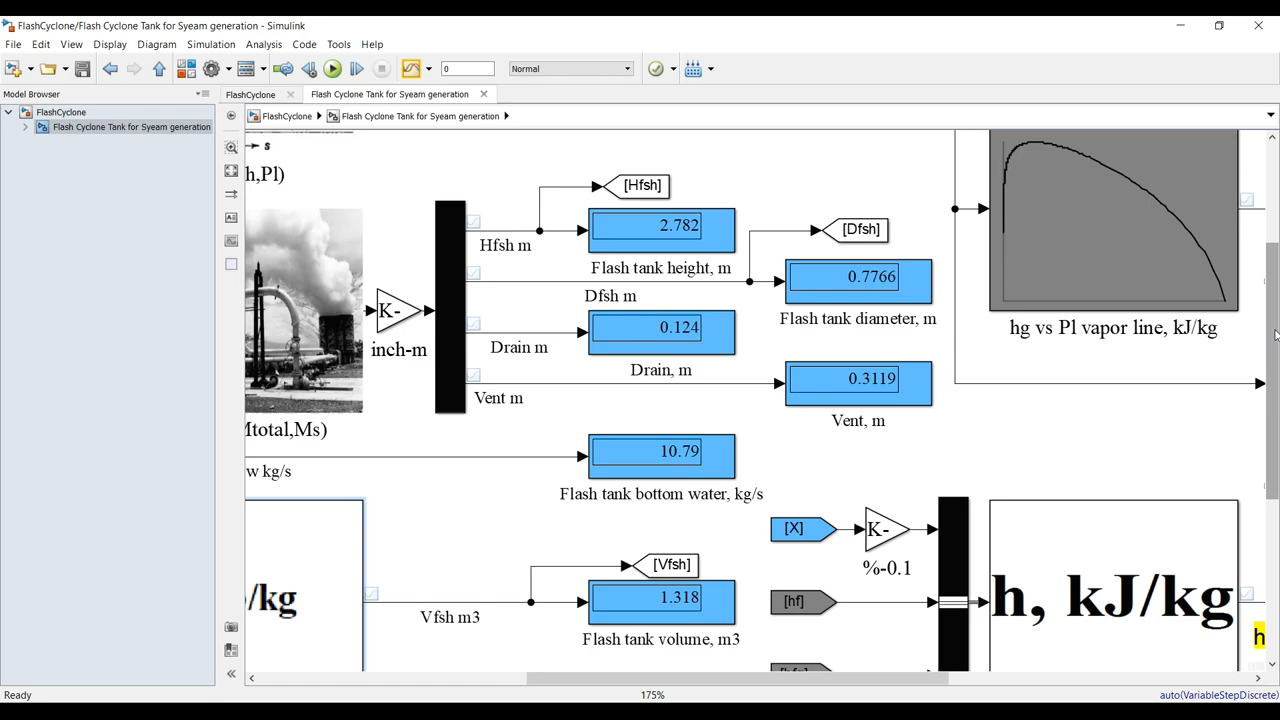 FlashCyclone/Flash Cyclone Tank for Syeam generation - Simulink
File Edit View Display Diagram Simulation Analysis Code Tools Help
0 Normal
Model Browser
FlashCyclone
Flash Cyclone Tank for Syeam generation
FlashCyclone
Flash Cyclone Tank for Syeam generation
FlashCyclone
Flash Cyclone Tank for Syeam generation
s
h,Pl)
[Hfsh]
2.782
Hfsh m
Flash tank height, m
[Dfsh]
0.7766
Dfsh m
Flash tank diameter, m
K-
inch-m
0.124
Drain m
Drain, m
0.3119
Vent m
Vent, m
hg vs Pl vapor line, kJ/kg
Mtotal,Ms)
10.79
w kg/s
Flash tank bottom water, kg/s
[X]
K-
%-0.1
[Vfsh]
1.318
Vfsh m3
Flash tank volume, m3
/kg
[hf]
h, kJ/kg
h
Ready
175%
auto(VariableStepDiscrete)